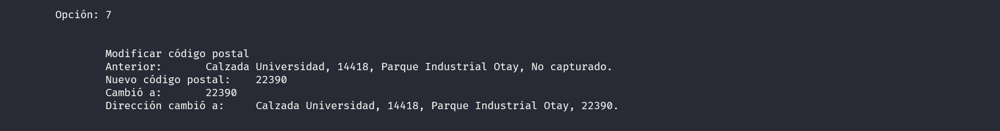 Opción: 7
Modificar código postal
Anterior: Calzada Universidad, 14418, Parque Industrial Otay, No capturado.
Nuevo código postal: 22390
Cambió a: 22390
Dirección cambió a: Calzada Universidad, 14418, Parque Industrial Otay, 22390.